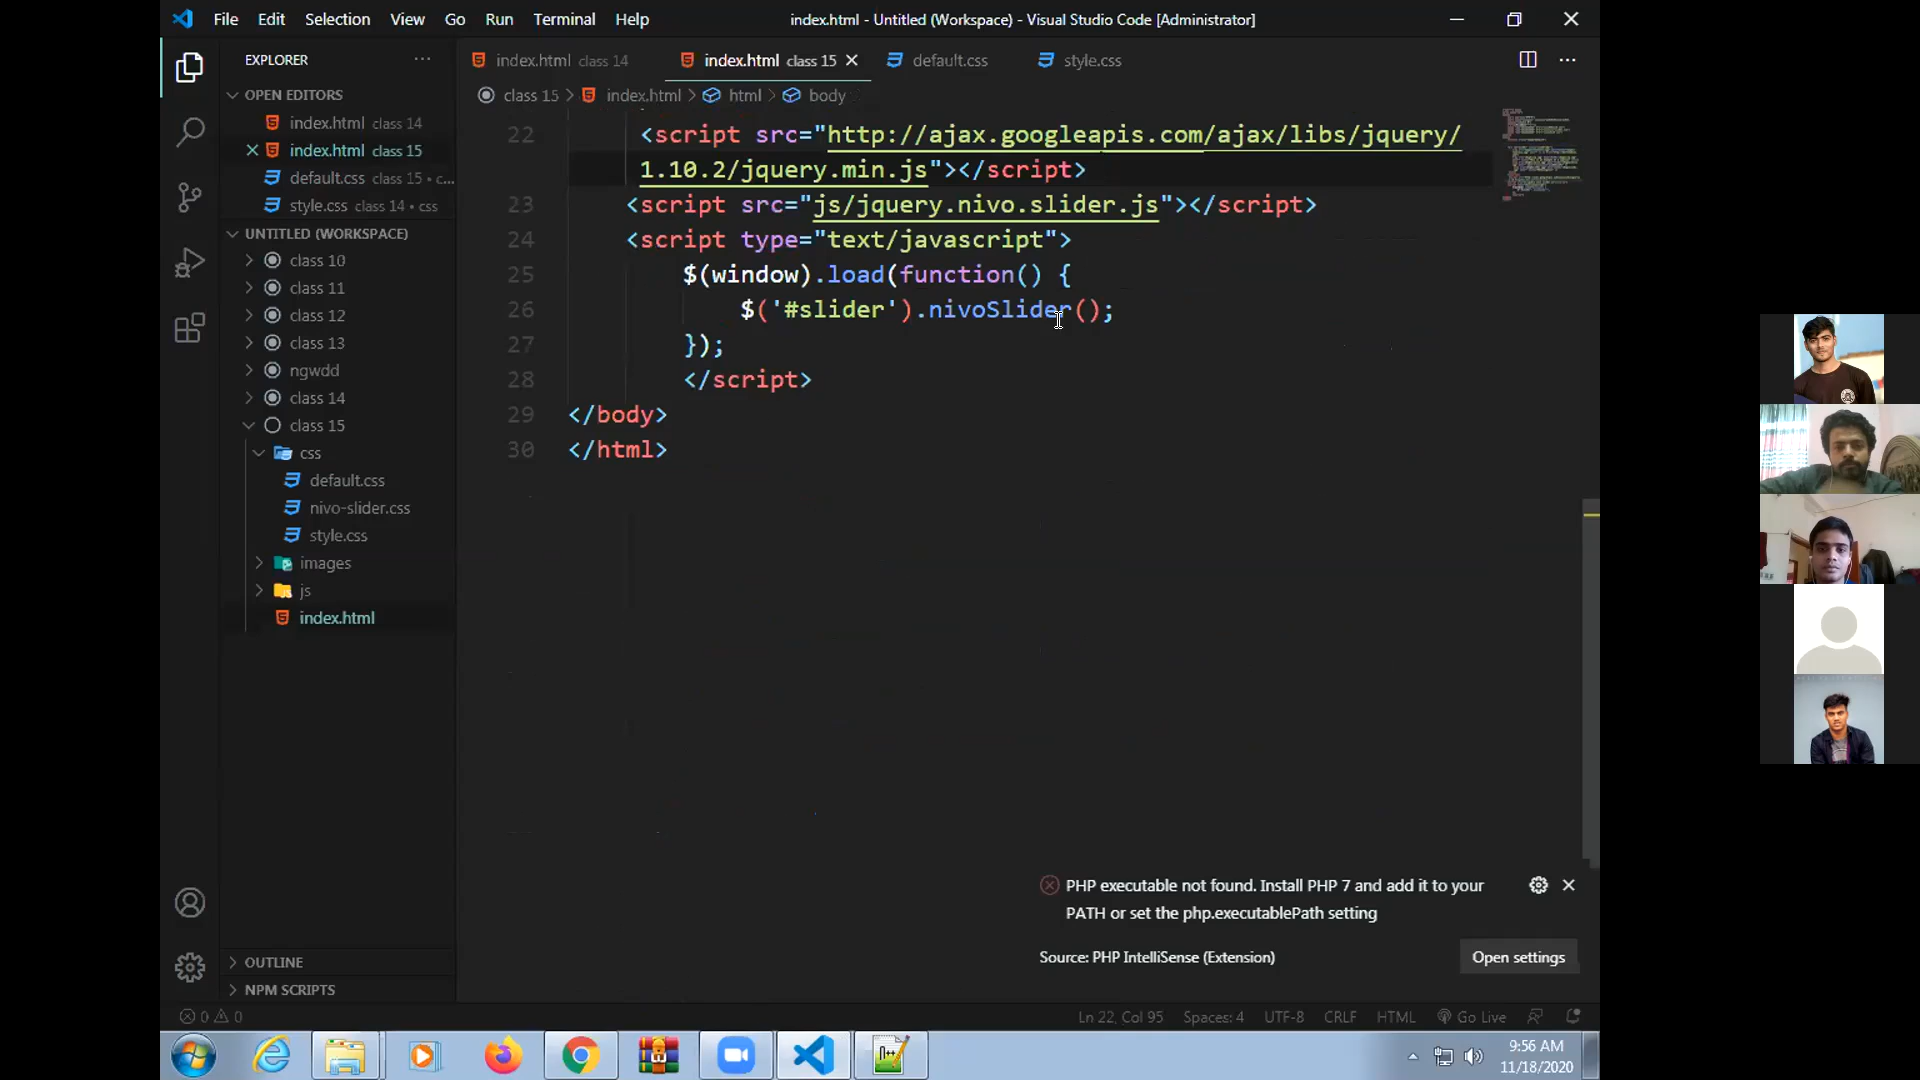 File Edit Selection View Go Run Terminal Help
index.html - Untitled (Workspace) - Visual Studio Code [Administrator]
EXPLORER
OPEN EDITORS
index.html class 14
index.html class 15
default.css class 15 • c...
style.css class 14 • css
UNTITLED (WORKSPACE)
class 10
class 11
class 12
class 13
ngwdd
class 14
class 15
css
default.css
nivo-slider.css
style.css
images
js
index.html
OUTLINE
NPM SCRIPTS
index.html class 14
index.html class 15
default.css
style.css
class 15 > index.html > html > body
22 <script src="http://ajax.googleapis.com/ajax/libs/jquery/
1.10.2/jquery.min.js"></script>
23 <script src="js/jquery.nivo.slider.js"></script>
24 <script type="text/javascript">
25 $(window).load(function() {
26 $('#slider').nivoSlider();
27 });
28 </script>
29 </body>
30 </html>
PHP executable not found. Install PHP 7 and add it to your
PATH or set the php.executablePath setting
Source: PHP IntelliSense (Extension)
Open settings
0 0
Ln 22, Col 95 Spaces: 4 UTF-8 CRLF HTML Go Live
9:56 AM
11/18/2020